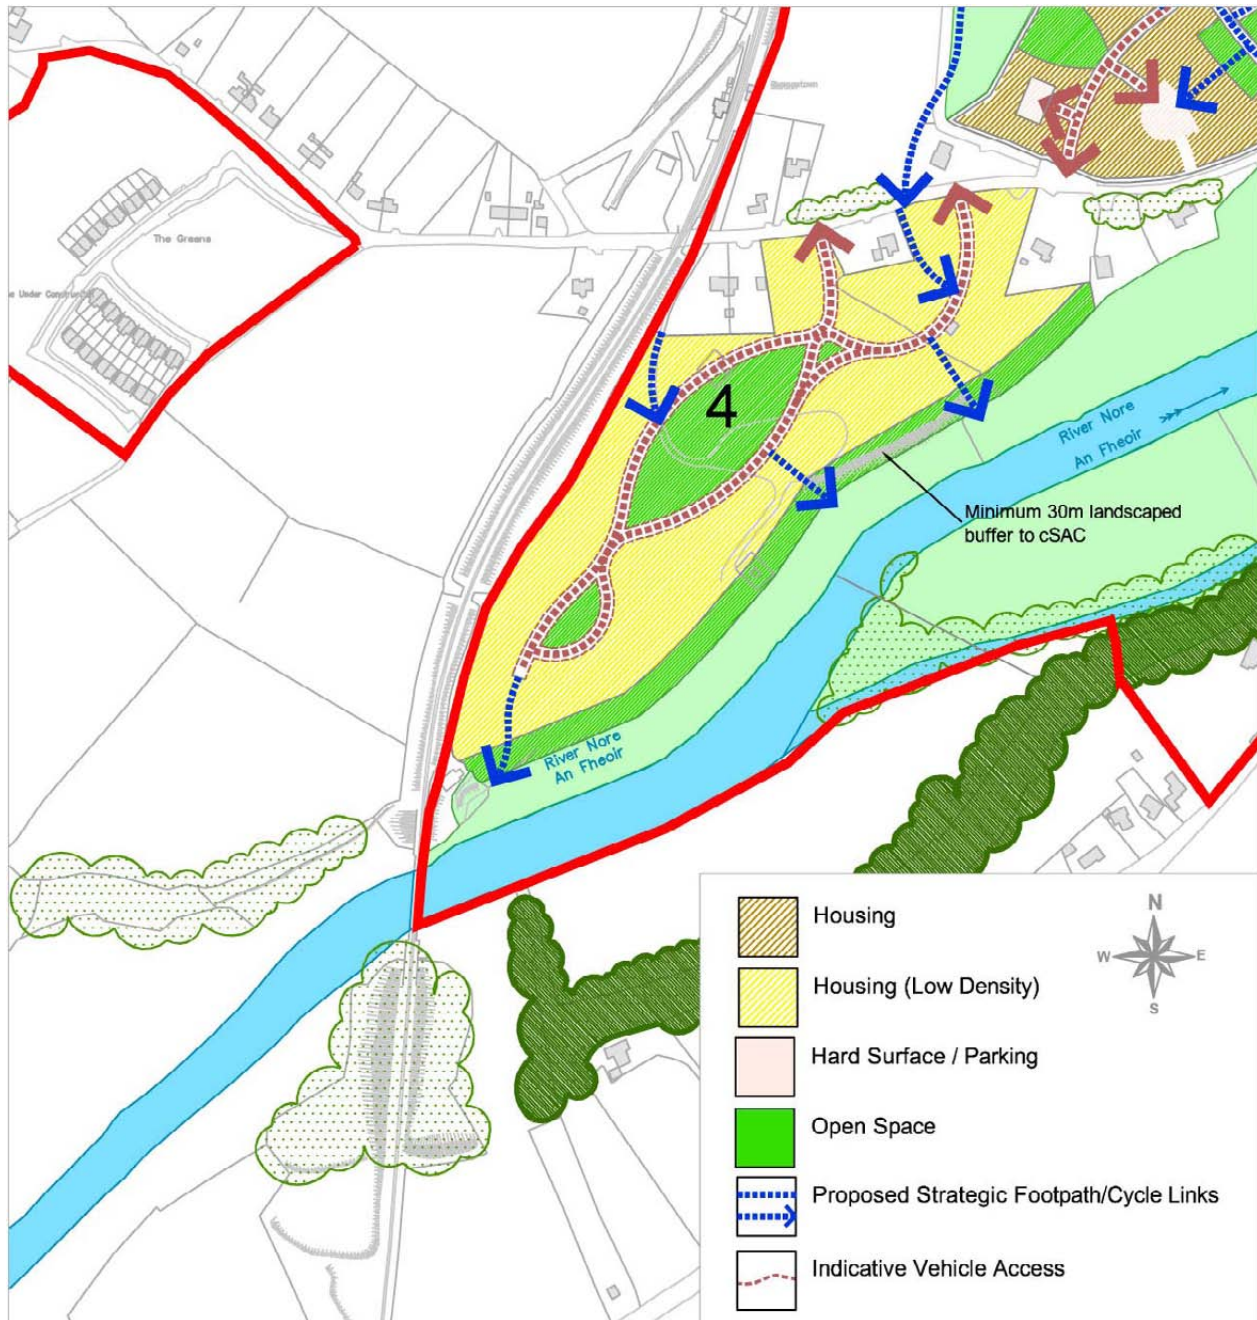 The Greens
4
River Nore
An Fheoir
Minimum 30m landscaped
buffer to cSAC
River Nore
An Fheoir
Housing
Housing (Low Density)
Hard Surface / Parking
Open Space
Proposed Strategic Footpath/Cycle Links
Indicative Vehicle Access
N
W
E
S